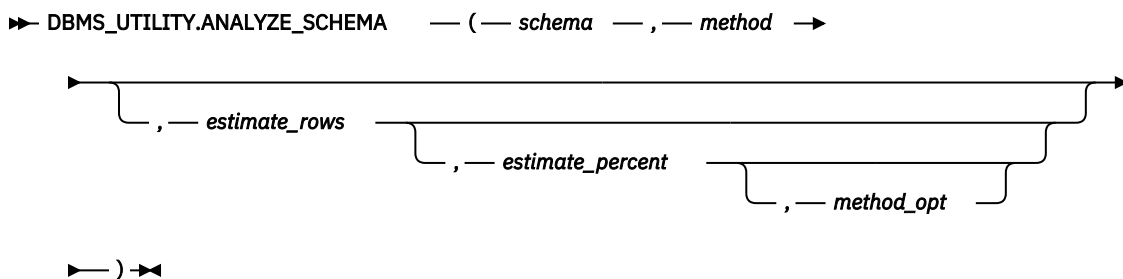 DBMS_UTILITY.ANALYZE_SCHEMA ( schema , method
, estimate_rows
, estimate_percent
, method_opt
)